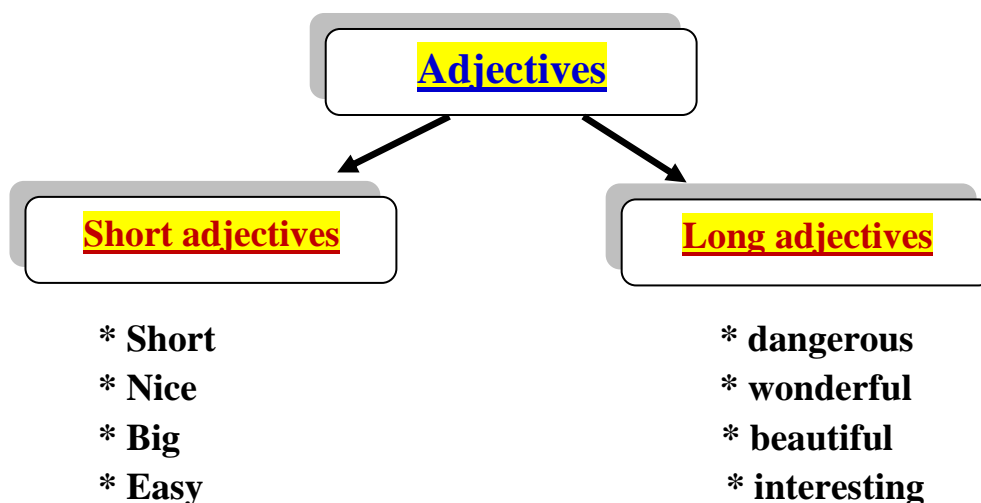 Adjectives
Short adjectives
Long adjectives
* Short
* Nice
* Big
* Easy
* dangerous
* wonderful
* beautiful
* interesting